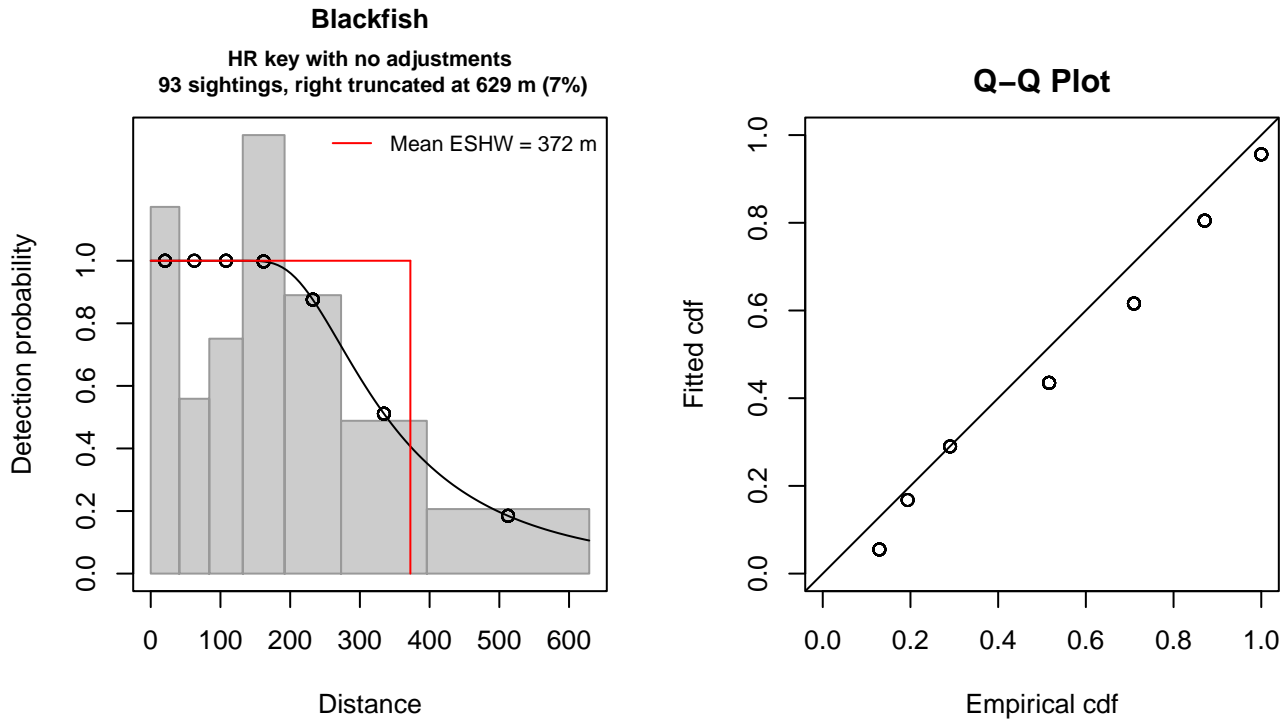 Blackfish
HR key with no adjustments
93 sightings, right truncated at 629 m (7%)
Mean ESHW = 372 m
Detection probability
0.0 0.2 0.4 0.6 0.8 1.0
0 100 200 300 400 500 600
Distance
Q−Q Plot
Fitted cdf
0.0 0.2 0.4 0.6 0.8 1.0
0.0 0.2 0.4 0.6 0.8 1.0
Empirical cdf